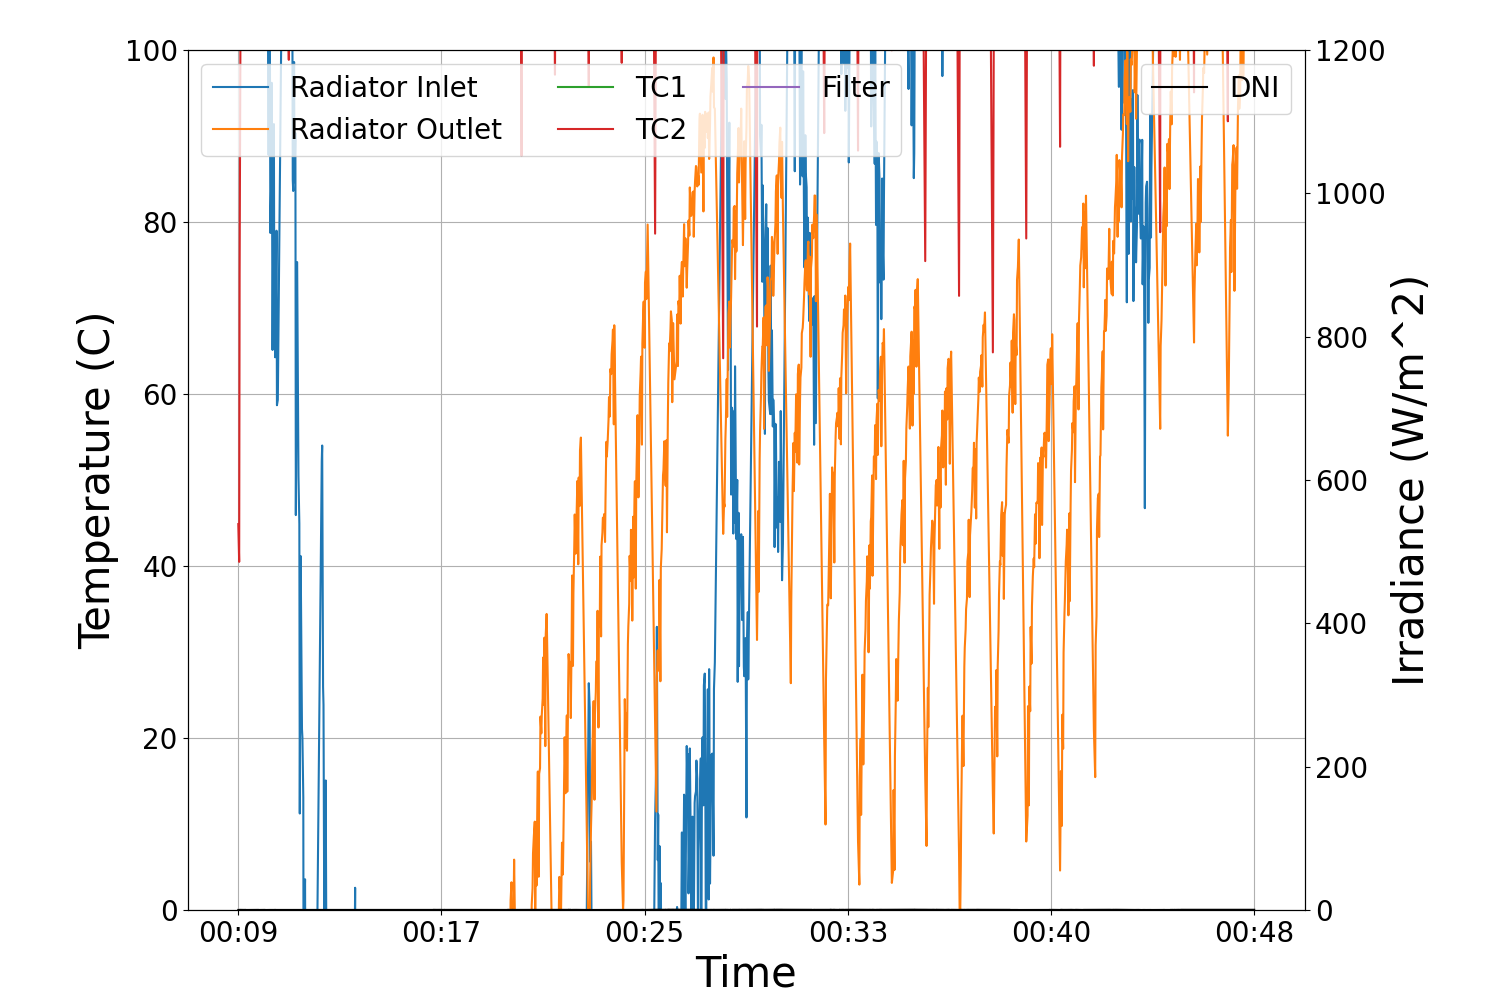 100
80
60
40
20
0
Temperature (C)
Radiator Inlet
Radiator Outlet
TC1
TC2
Filter
DNI
1200
1000
800
600
400
200
0
Irradiance (W/m^2)
00:09 00:17 00:25 00:33 00:40 00:48
Time